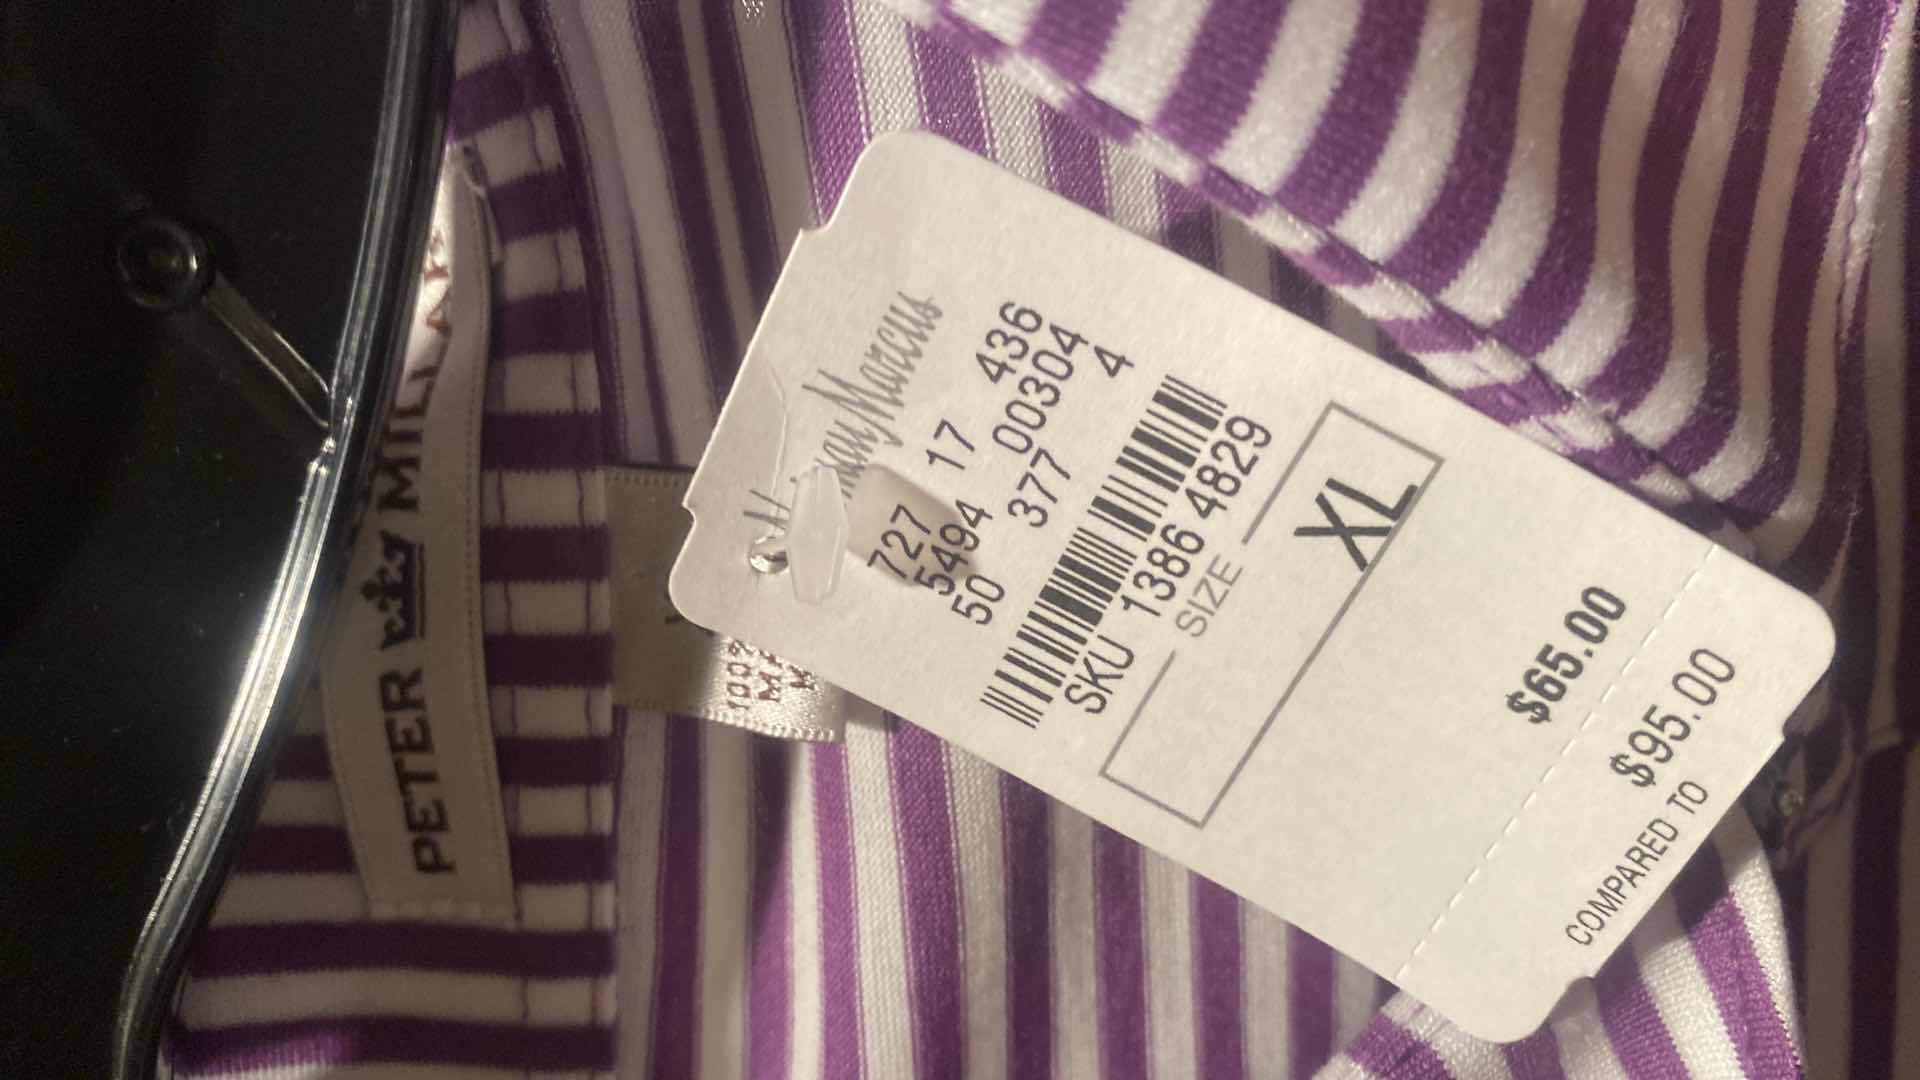 PETER MILLAR
100%
Neiman Marcus
727 17 436
5494 00304
50 377 4
SKU 1386 4829
SIZE
XL
$65.00
$95.00
COMPARED TO